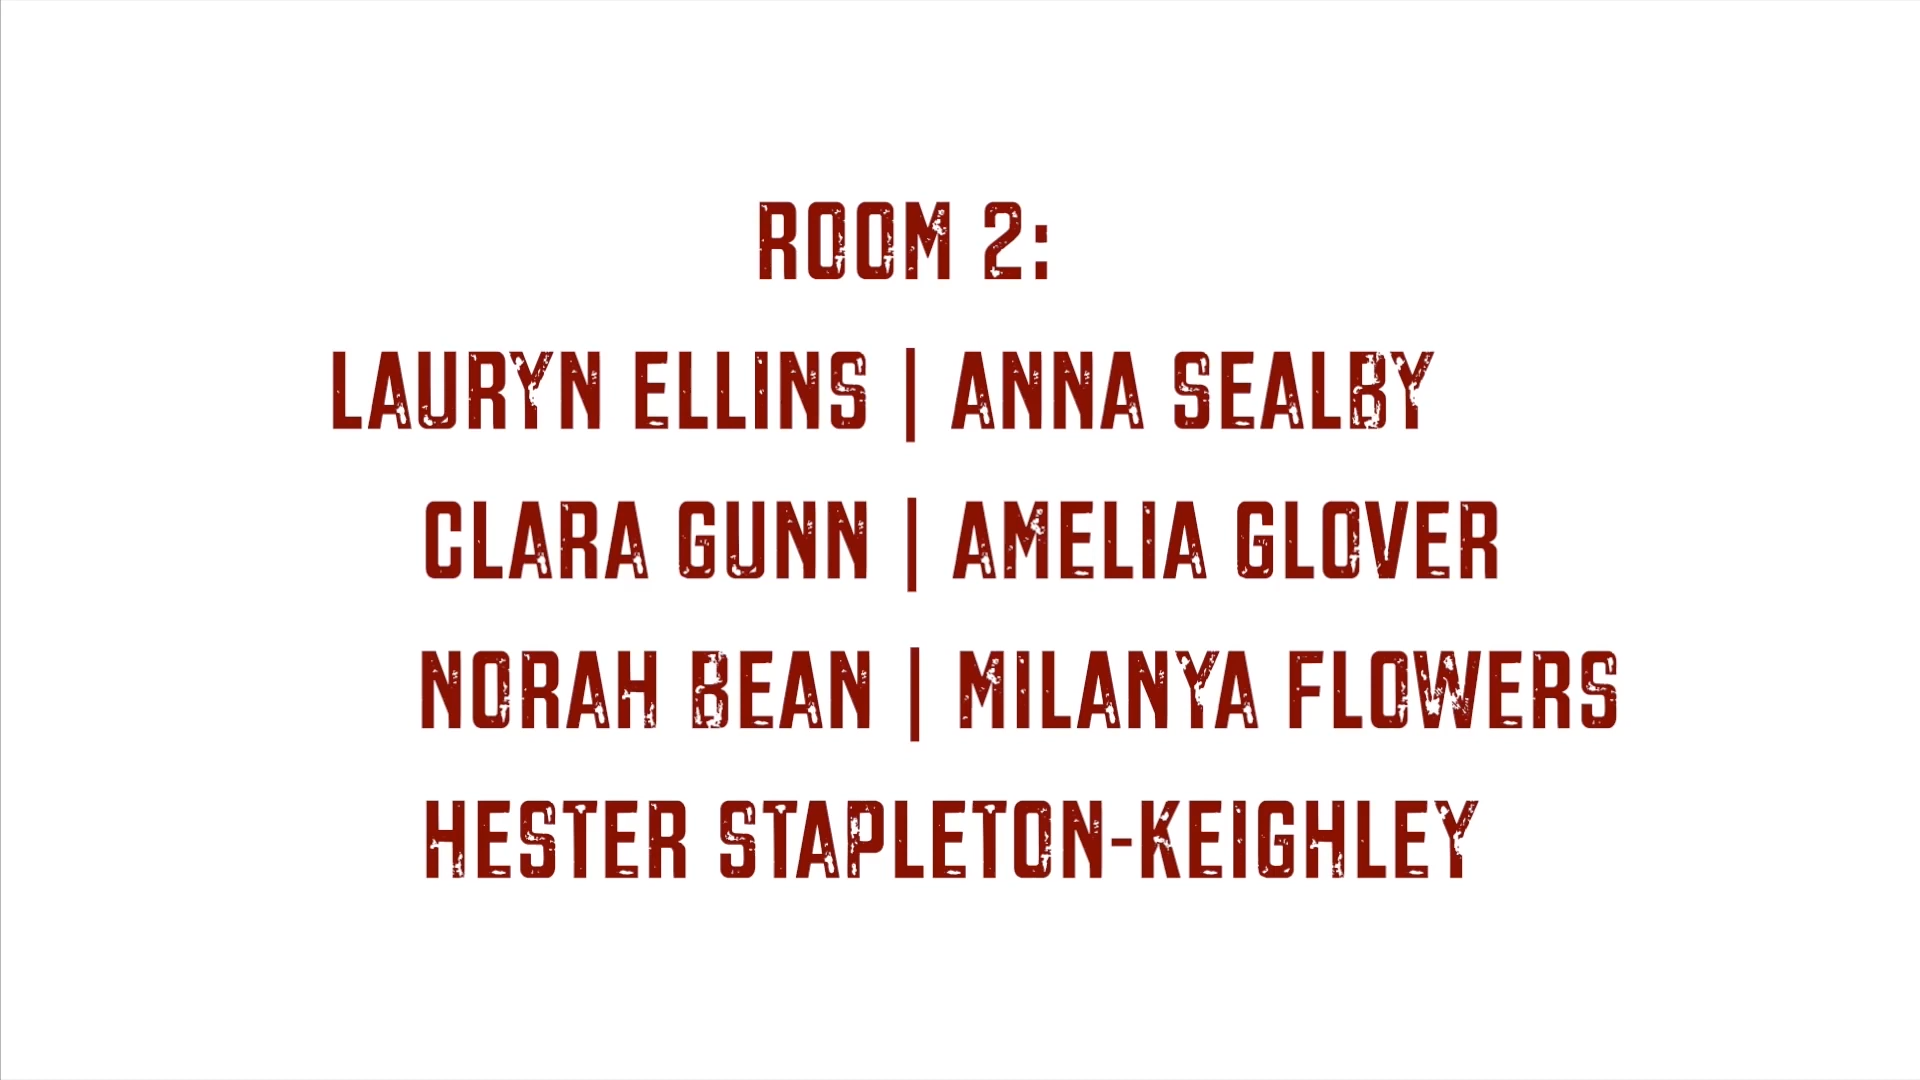 ROOM 2:
LAURYN ELLINS | ANNA SEALBY
CLARA GUNN | AMELIA GLOVER
NORAH BEAN | MILANYA FLOWERS
HESTER STAPLETON-KEIGHLEY